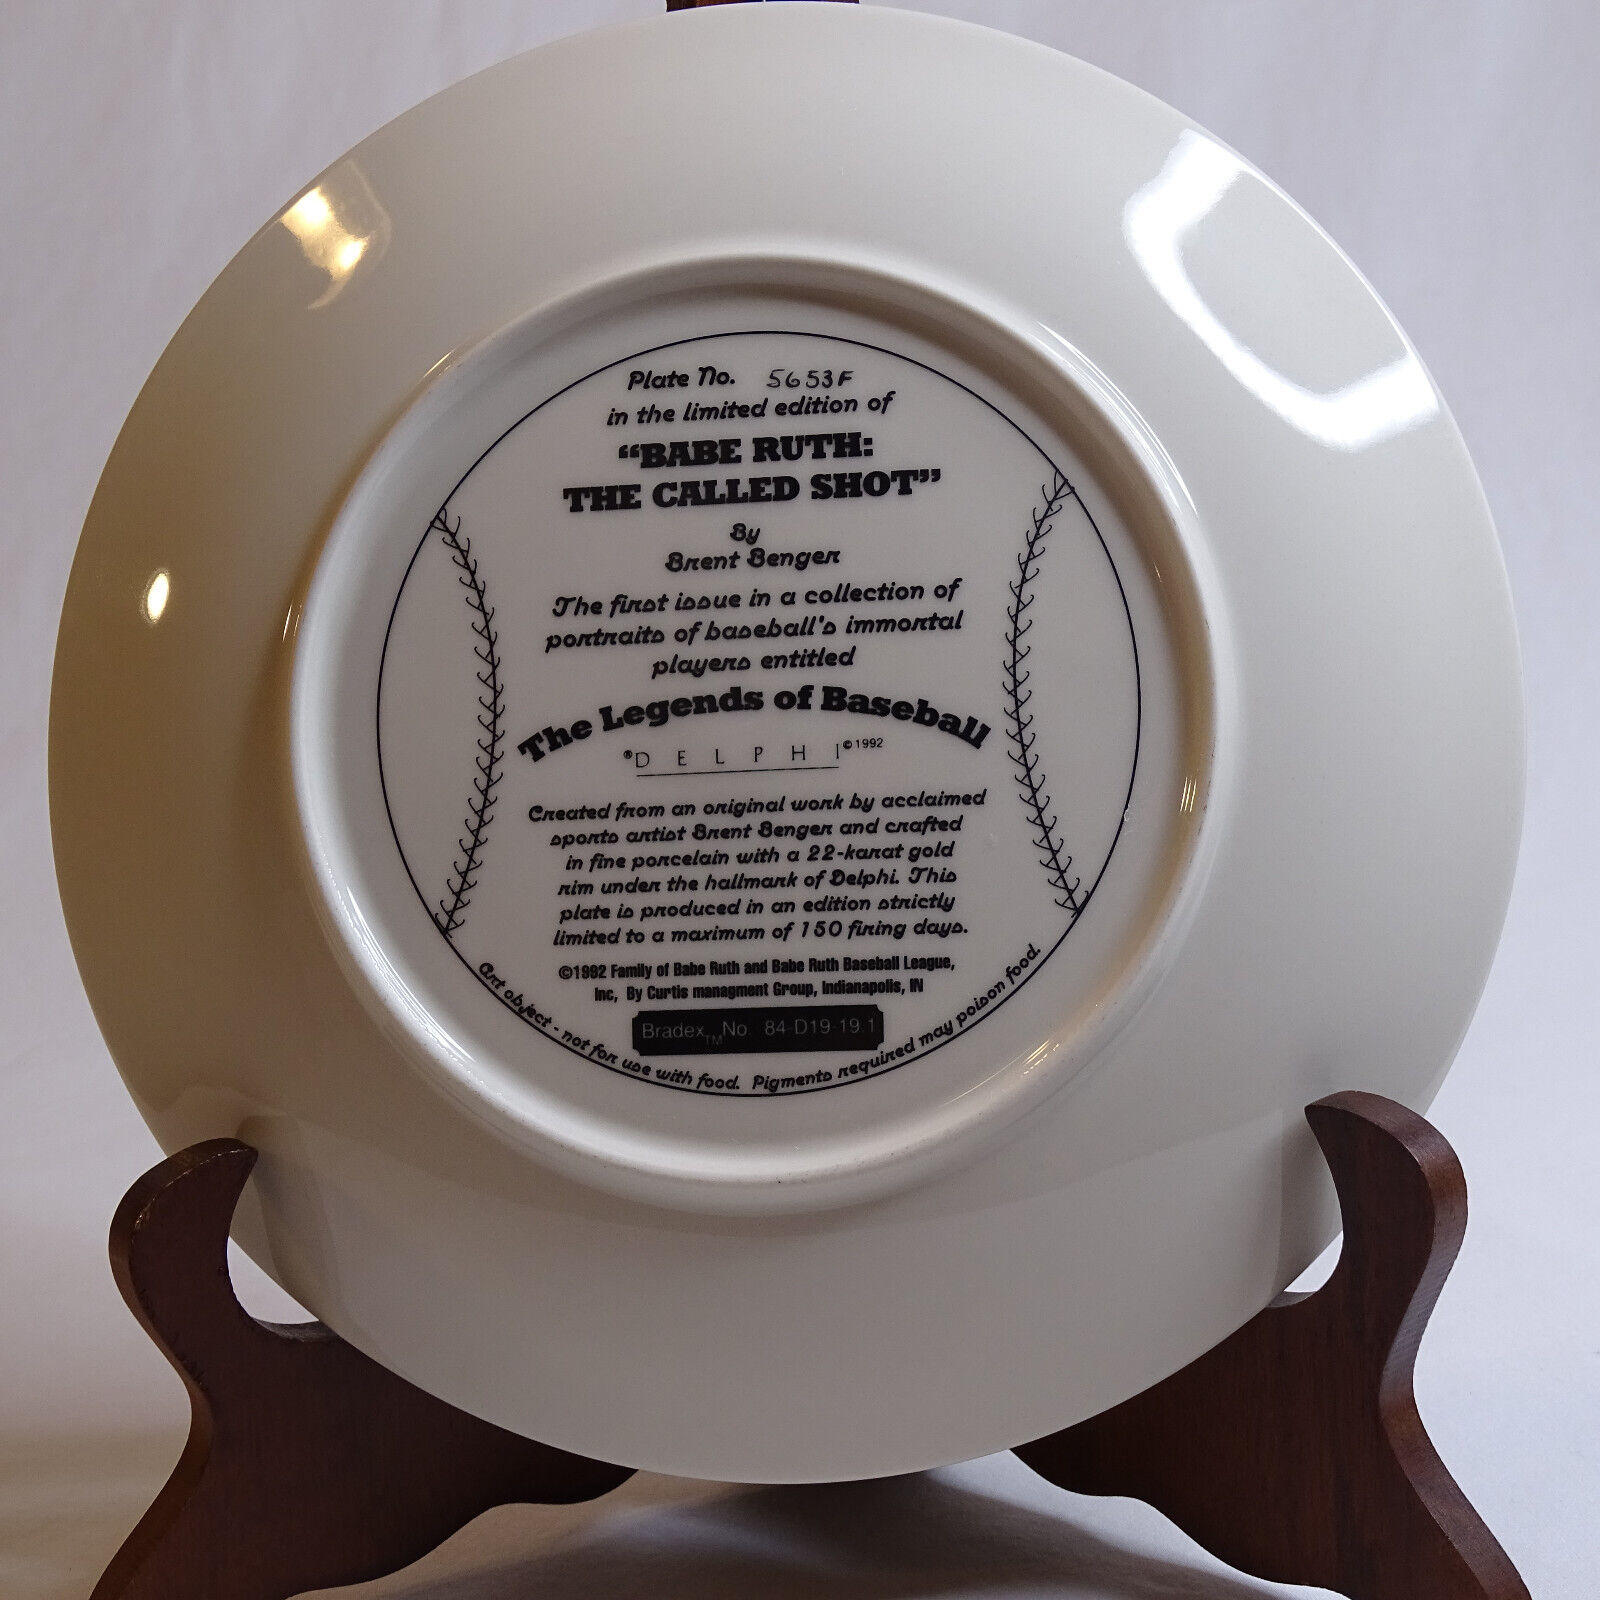 Plate No. 5653F
in the limited edition of
“BABE RUTH:
THE CALLED SHOT”
By
Brent Benger
The first issue in a collection of
portraits of baseball's immortal
players entitled
The Legends of Baseball
®DELPHI©1992
Created from an original work by acclaimed
sports artist Brent Benger and crafted
in fine porcelain with a 22-karat gold
rim under the hallmark of Delphi. This
plate is produced in an edition strictly
limited to a maximum of 150 firing days.
©1992 Family of Babe Ruth and Babe Ruth Baseball League,
Inc, By Curtis managment Group, Indianapolis, IN
Bradex™ No. 84-D19-19.1
Art object - not for use with food. Pigments required may poison food.